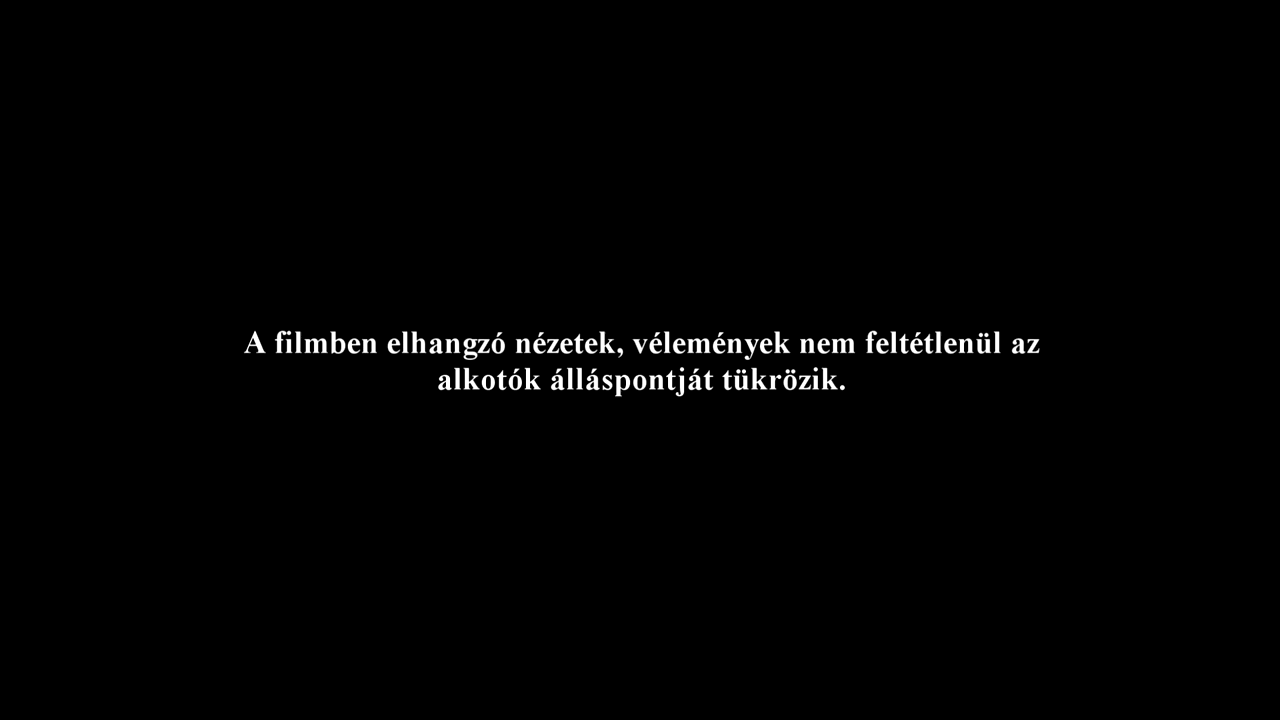 A filmben elhangzó nézetek, vélemények nem feltétlenül az
alkotók álláspontját tükrözik.